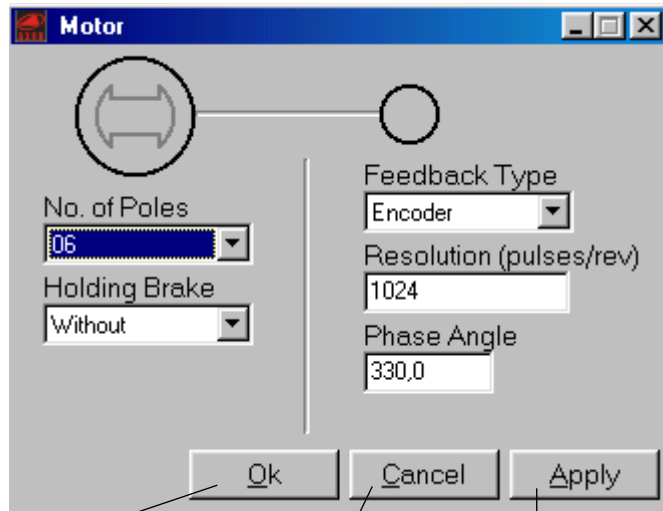 Motor
No. of Poles
06
Holding Brake
Without
Feedback Type
Encoder
Resolution (pulses/rev)
1024
Phase Angle
330,0
Ok
Cancel
Apply